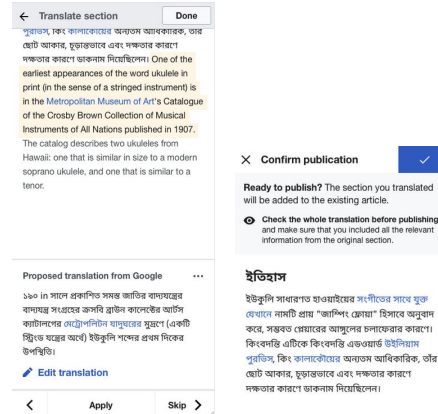 Translate section
Done
পুরভিস, কিং কালাকৌয়ের অন্যতম আধিকারিক, তাঁর
ছোট আকার, চূড়ান্তভাবে এবং দক্ষতার কারণে
দক্ষতার কারণে ডাকনাম দিয়েছিলেন। One of the
earliest appearances of the word ukulele in
print (in the sense of a stringed instrument) is
in the Metropolitan Museum of Art's Catalogue
of the Crosby Brown Collection of Musical
Instruments of All Nations published in 1907.
The catalog describes two ukuleles from
Hawaii: one that is similar in size to a modern
soprano ukulele, and one that is similar to a
tenor.
Proposed translation from Google
১৯০ in সালে প্রকাশিত সমস্ত জাতির বাদ্যযন্ত্রের
বাদ্যযন্ত্র সংগ্রহের ক্রসবি ব্রাউন কালেক্টের আর্টস
ক্যাটালগের মেট্রোপলিটন যাদুঘরের মুদ্রণে (একটি
স্ট্রিংড যন্ত্রের অর্থে) ইউকুলি শব্দের প্রথম দিকের
উপস্থিতি।
Edit translation
Apply
Skip
Confirm publication
Ready to publish? The section you translated
will be added to the existing article.
Check the whole translation before publishing
and make sure that you included all the relevant
information from the original section.
ইতিহাস
ইউকুলি সাধারণত হাওয়াইয়ের সংগীতের সাথে যুক্ত
যেখানে নামটি প্রায় "জাম্পিং ফ্লোয়া" হিসাবে অনুবাদ
করে, সম্ভবত প্লেয়ারের আঙ্গুলের চলাফেরার কারণে।
কিংবদন্তি এটিকে কিংবদন্তি এডওয়ার্ড উইলিয়াম
পুরভিস, কিং কালাকৌয়ের অন্যতম আধিকারিক, তাঁর
ছোট আকার, চূড়ান্তভাবে এবং দক্ষতার কারণে
দক্ষতার কারণে ডাকনাম দিয়েছিলেন।